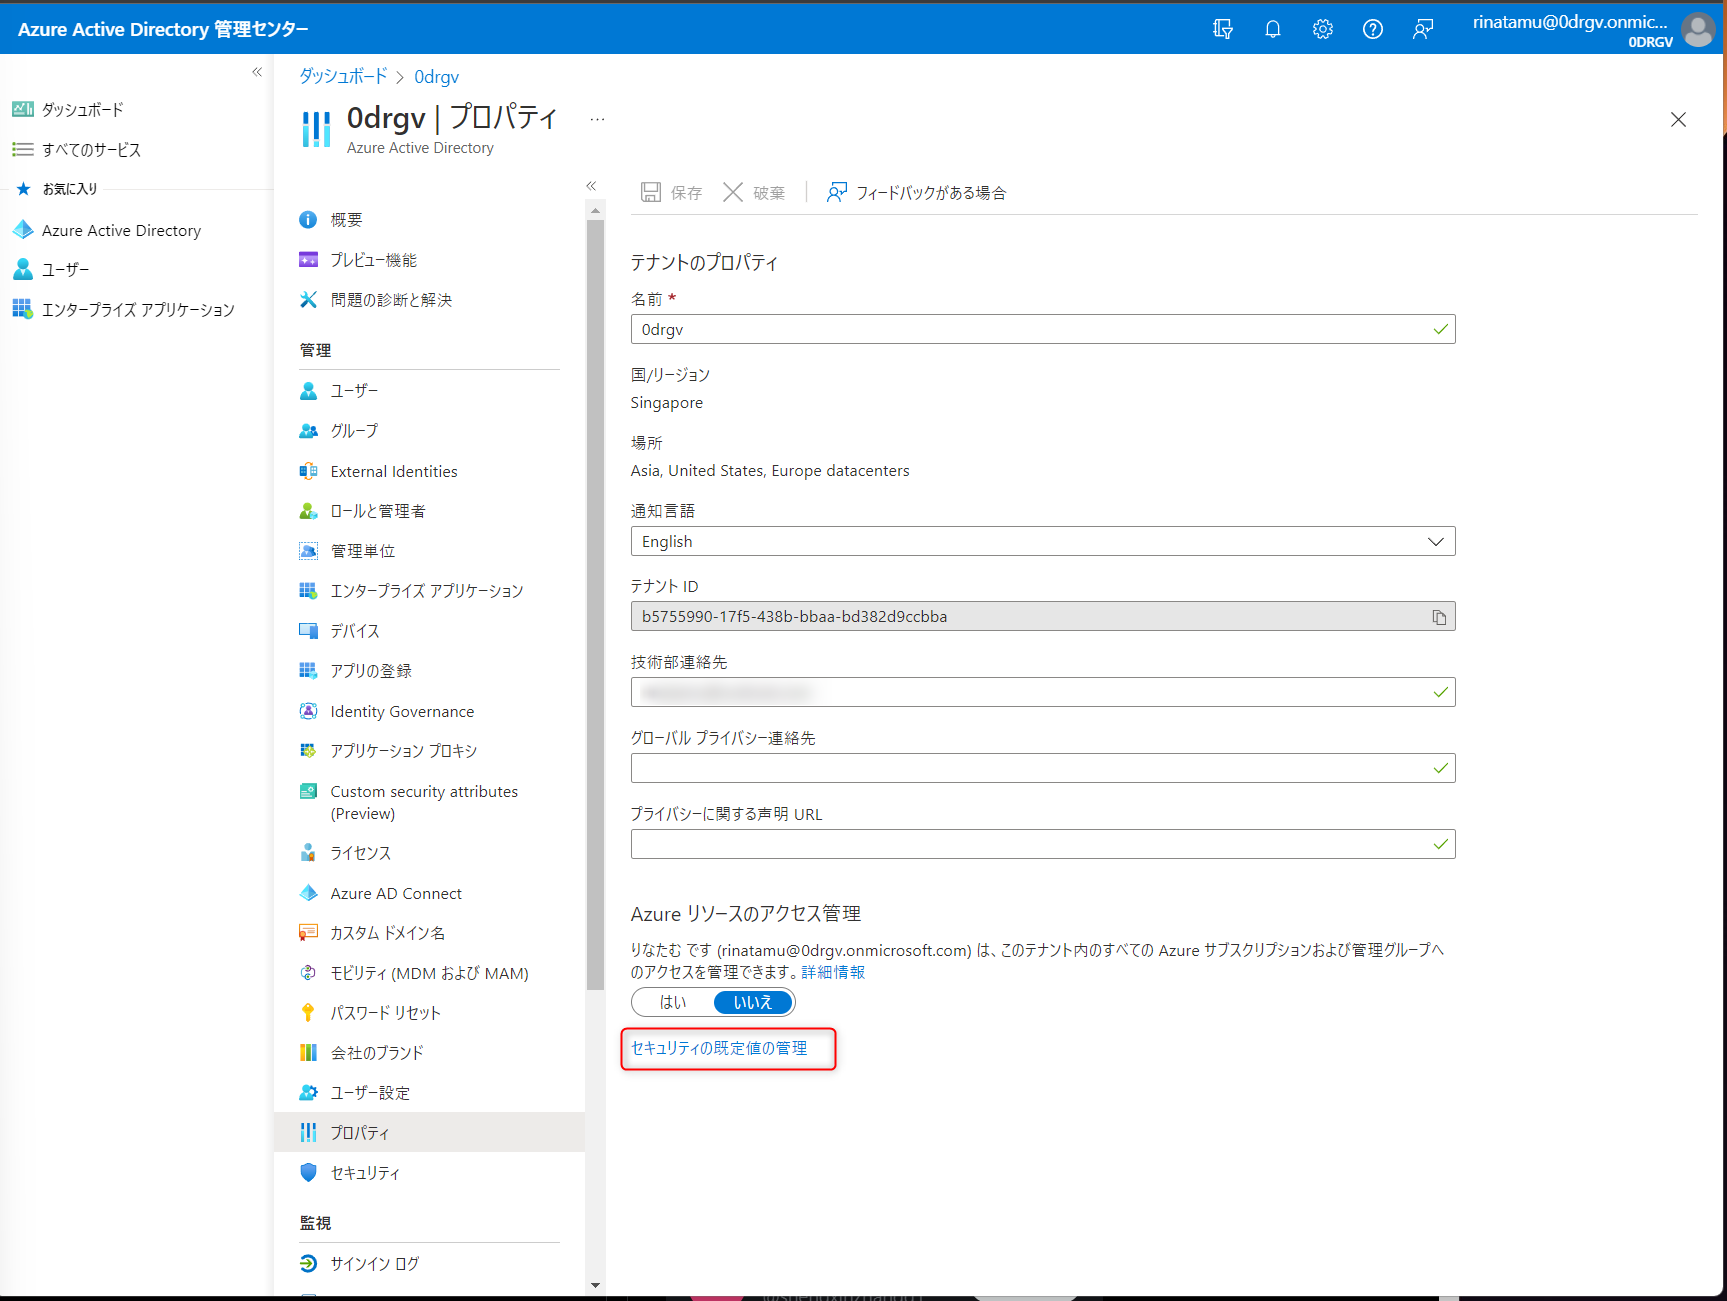 Azure Active Directory 管理センター
rinatamu@0drgv.onmic...
0DRGV
ダッシュボード
すべてのサービス
お気に入り
Azure Active Directory
ユーザー
エンタープライズ アプリケーション
ダッシュボード > 0drgv
0drgv | プロパティ ...
Azure Active Directory
概要
プレビュー機能
問題の診断と解決
管理
ユーザー
グループ
External Identities
ロールと管理者
管理単位
エンタープライズ アプリケーション
デバイス
アプリの登録
Identity Governance
アプリケーション プロキシ
Custom security attributes
(Preview)
ライセンス
Azure AD Connect
カスタム ドメイン名
モビリティ (MDM および MAM)
パスワード リセット
会社のブランド
ユーザー設定
プロパティ
セキュリティ
監視
サインイン ログ
保存 破棄 フィードバックがある場合
テナントのプロパティ
名前 *
0drgv
国/リージョン
Singapore
場所
Asia, United States, Europe datacenters
通知言語
English
テナント ID
b5755990-17f5-438b-bbaa-bd382d9ccbba
技術部連絡先
グローバル プライバシー連絡先
プライバシーに関する声明 URL
Azure リソースのアクセス管理
りなたむ です (rinatamu@0drgv.onmicrosoft.com) は、このテナント内のすべての Azure サブスクリプションおよび管理グループへ
のアクセスを管理できます。詳細情報
はい いいえ
セキュリティの既定値の管理